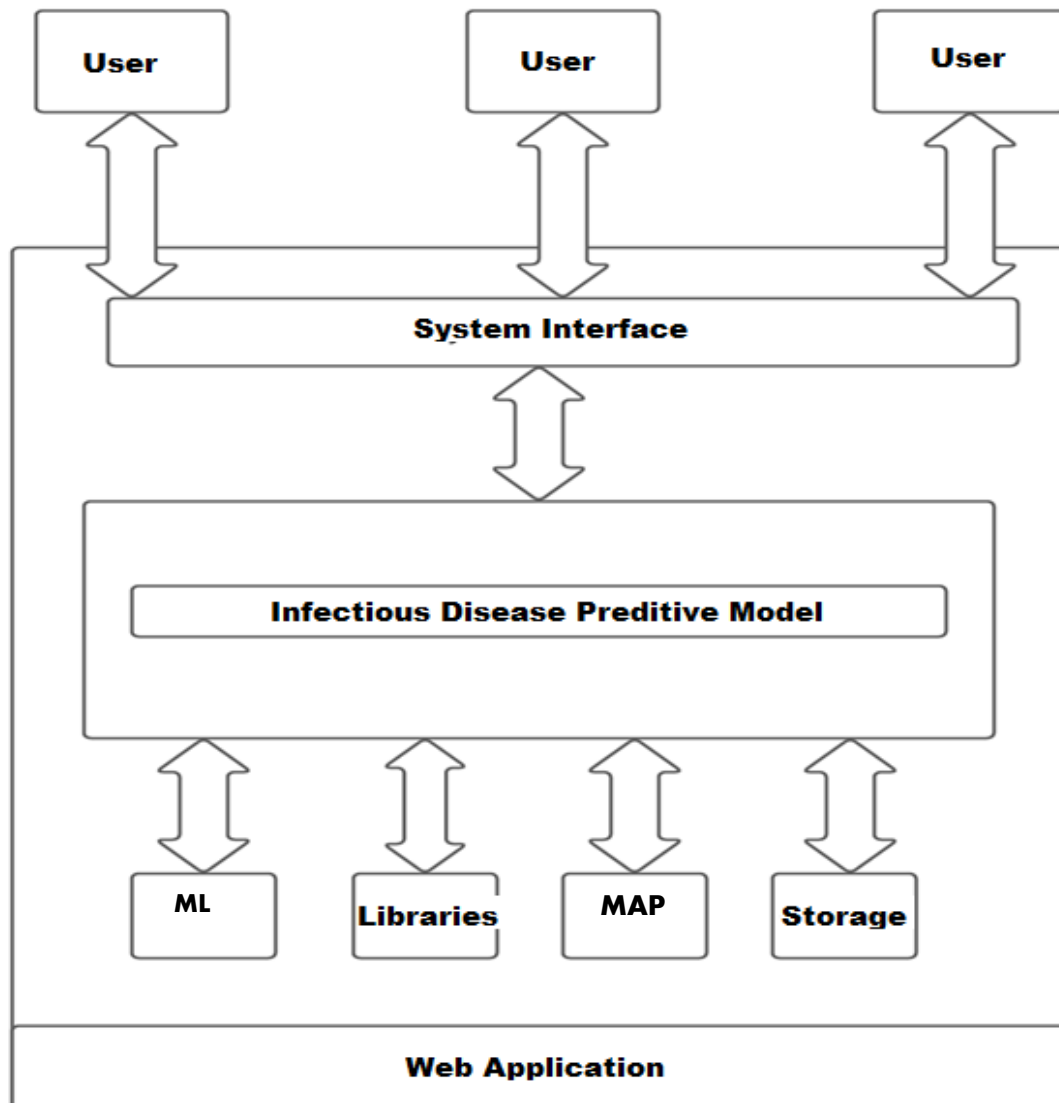 User
User
User
System Interface
Infectious Disease Preditive Model
ML
Libraries
MAP
Storage
Web Application